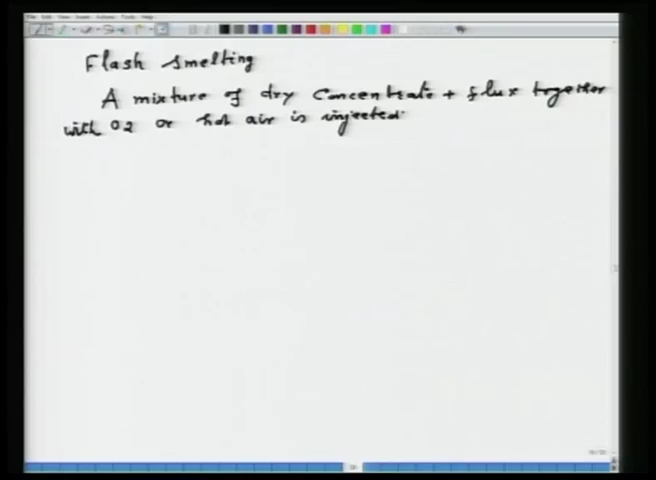 Flash smelting
A mixture of dry concentrate + flux together
with O2 or hot air is injected.